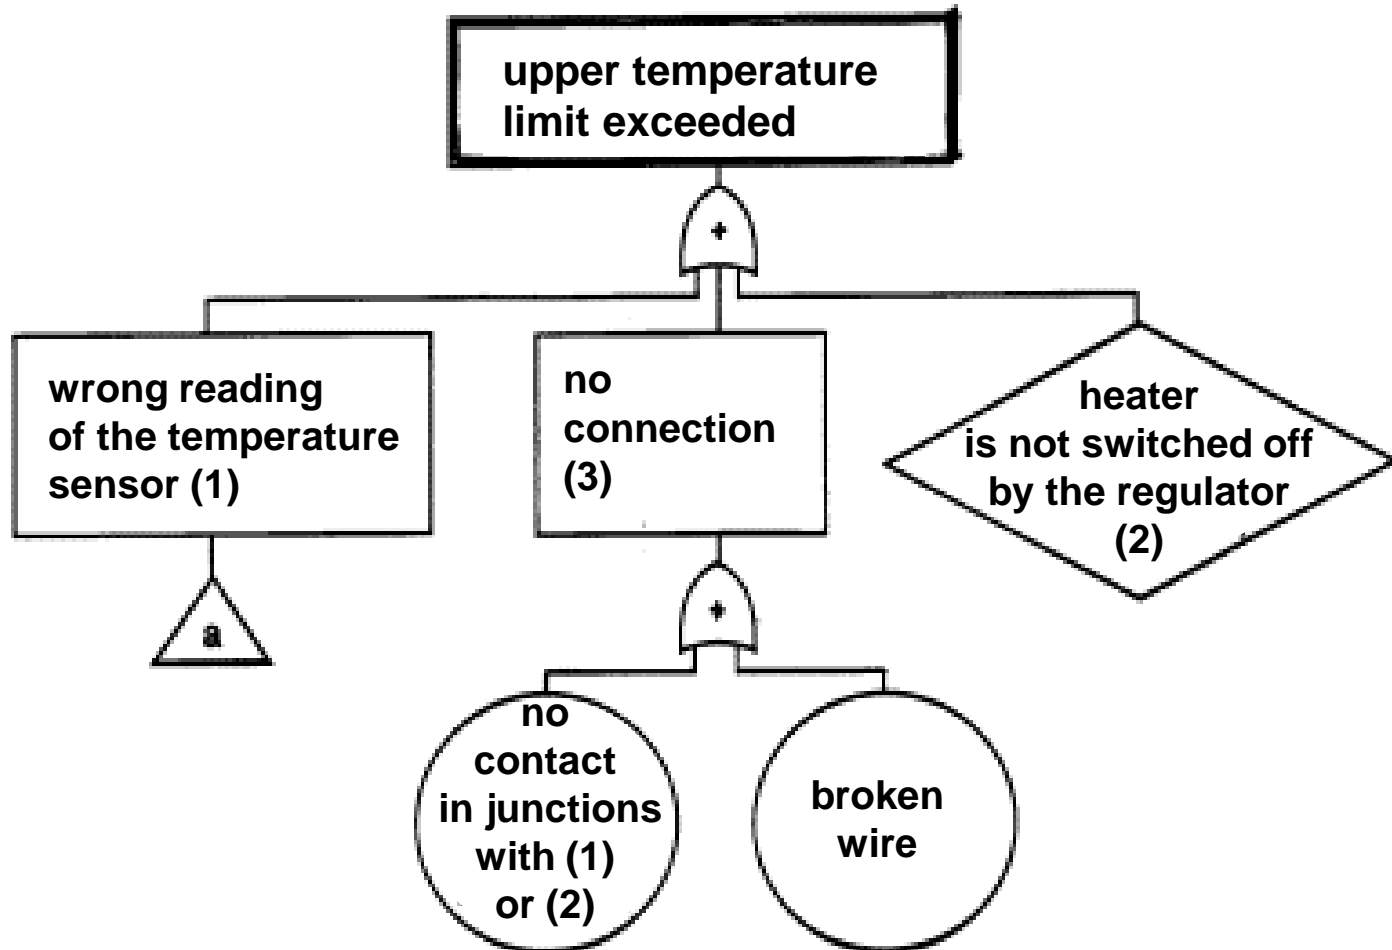 upper temperature
limit exceeded
+
wrong reading
of the temperature
sensor (1)
no
connection
(3)
heater
is not switched off
by the regulator
(2)
a
+
no
contact
in junctions
with (1)
or (2)
broken
wire